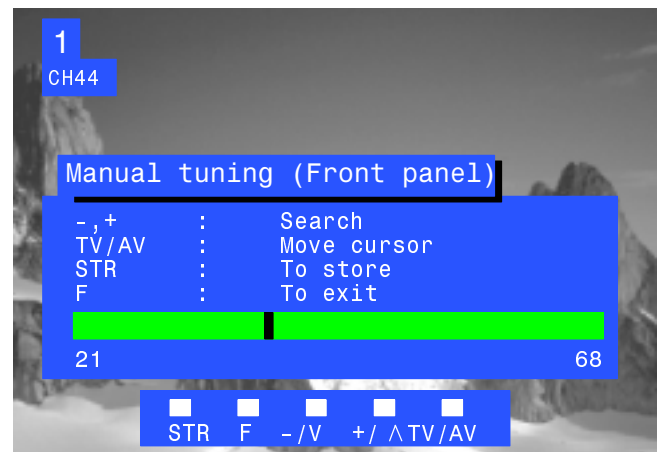 1
CH44
Manual tuning (Front panel)
-,+ : Search
TV/AV : Move cursor
STR : To store
F : To exit
21 68
STR F -/V +/ ∧TV/AV